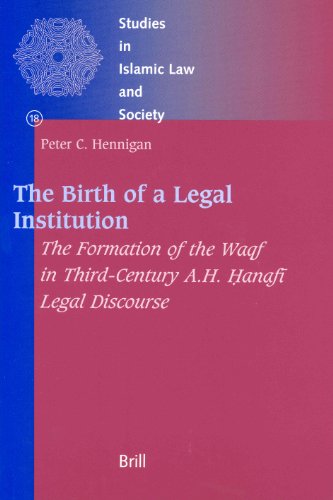 Studies
in
Islamic Law
and
Society
18
Peter C. Hennigan
The Birth of a Legal
Institution
The Formation of the Waqf
in Third-Century A.H. Ḥanafī
Legal Discourse
Brill